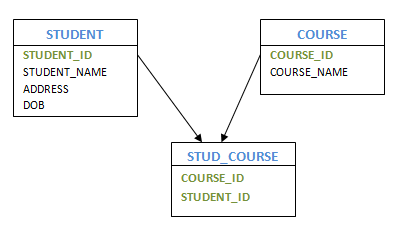 STUDENT
STUDENT_ID
STUDENT_NAME
ADDRESS
DOB
COURSE
COURSE_ID
COURSE_NAME
STUD_COURSE
COURSE_ID
STUDENT_ID